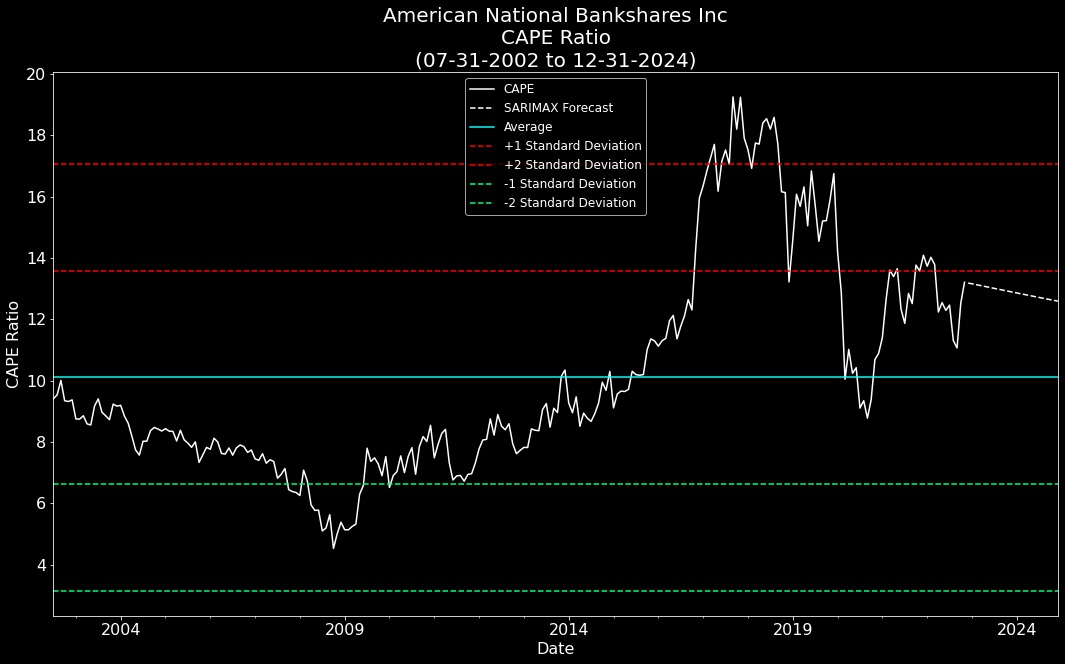 American National Bankshares Inc
CAPE Ratio
(07-31-2002 to 12-31-2024)
CAPE
SARIMAX Forecast
Average
+1 Standard Deviation
+2 Standard Deviation
-1 Standard Deviation
-2 Standard Deviation
20
18
16
14
12
10
8
6
4
CAPE Ratio
2004
2009
2014
2019
2024
Date